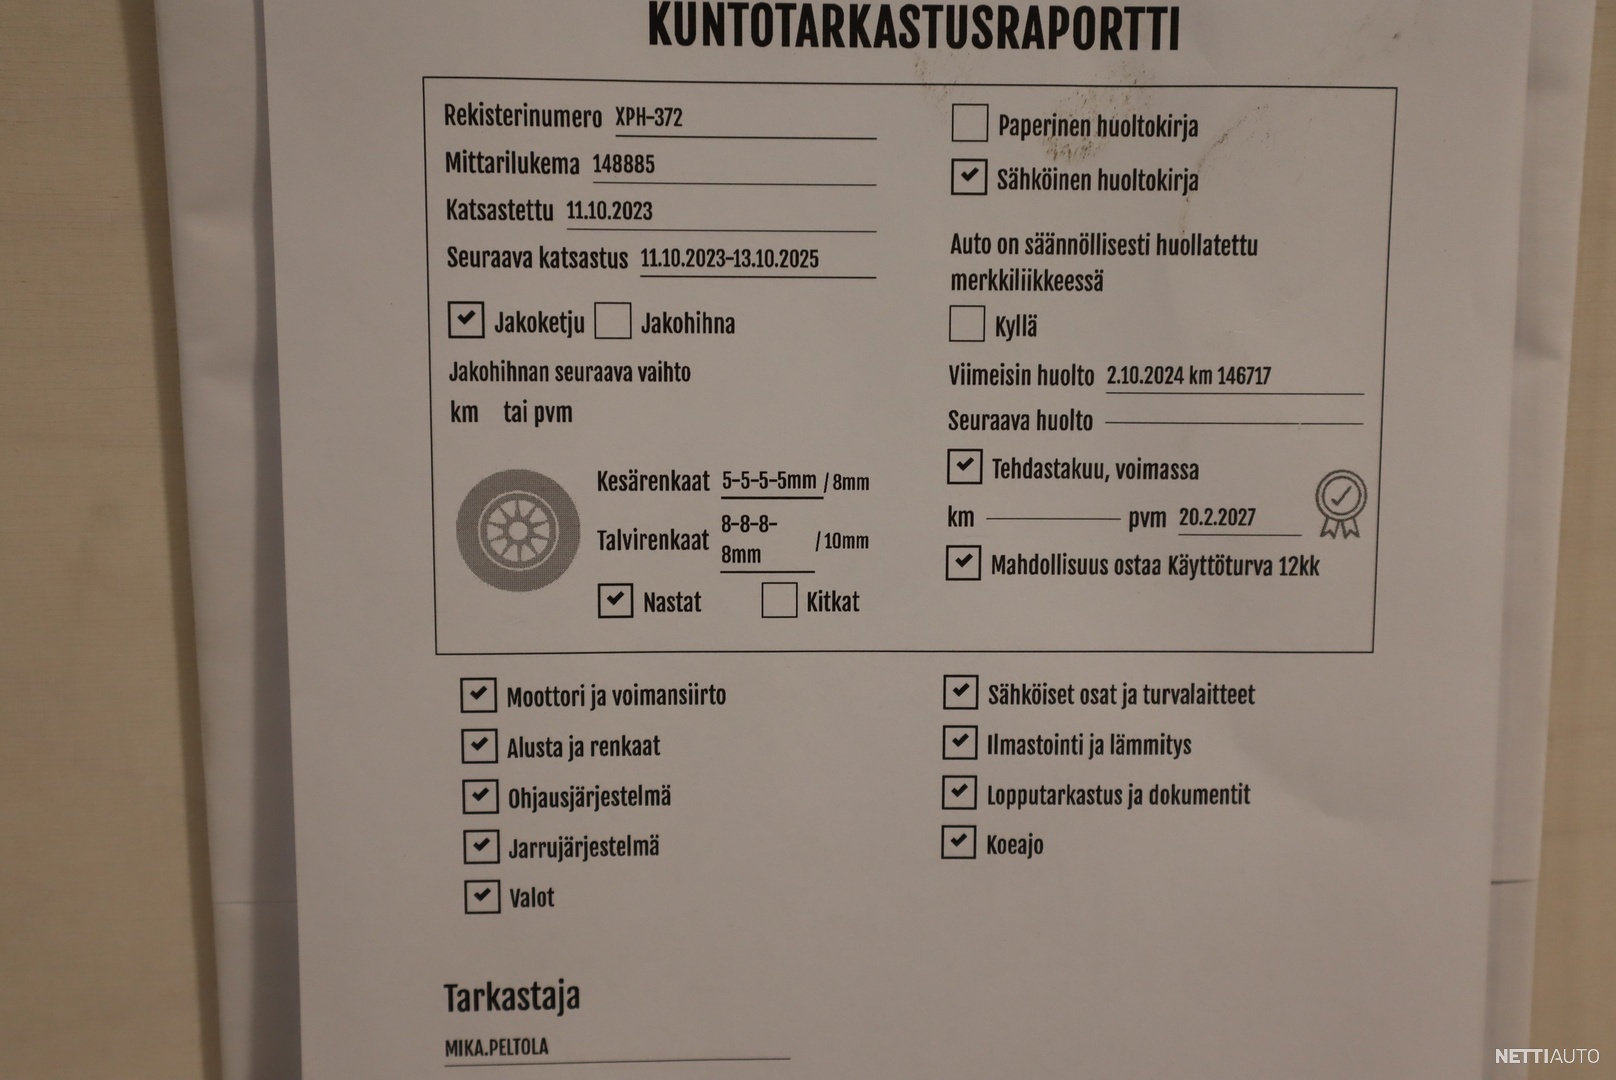 KUNTOTARKASTUSRAPORTTI
Rekisterinumero XPH-372
Mittarilukema 148885
Katsastettu 11.10.2023
Seuraava katsastus 11.10.2023-13.10.2025
Jakoketju Jakohihna
Jakohihnan seuraava vaihto
km tai pvm
Kesärenkaat 5-5-5-5mm / 8mm
Talvirenkaat 8-8-8-
8mm / 10mm
Nastat Kitkat
Paperinen huoltokirja
Sähköinen huoltokirja
Auto on säännöllisesti huollatettu
merkkiliikkeessä
Kyllä
Viimeisin huolto 2.10.2024 km 146717
Seuraava huolto
Tehdastakuu, voimassa
km pvm 20.2.2027
Mahdollisuus ostaa Käyttöturva 12kk
Moottori ja voimansiirto
Alusta ja renkaat
Ohjausjärjestelmä
Jarrujärjestelmä
Valot
Sähköiset osat ja turvalaitteet
Ilmastointi ja lämmitys
Lopputarkastus ja dokumentit
Koeajo
Tarkastaja
MIKA.PELTOLA
NETTIAUTO